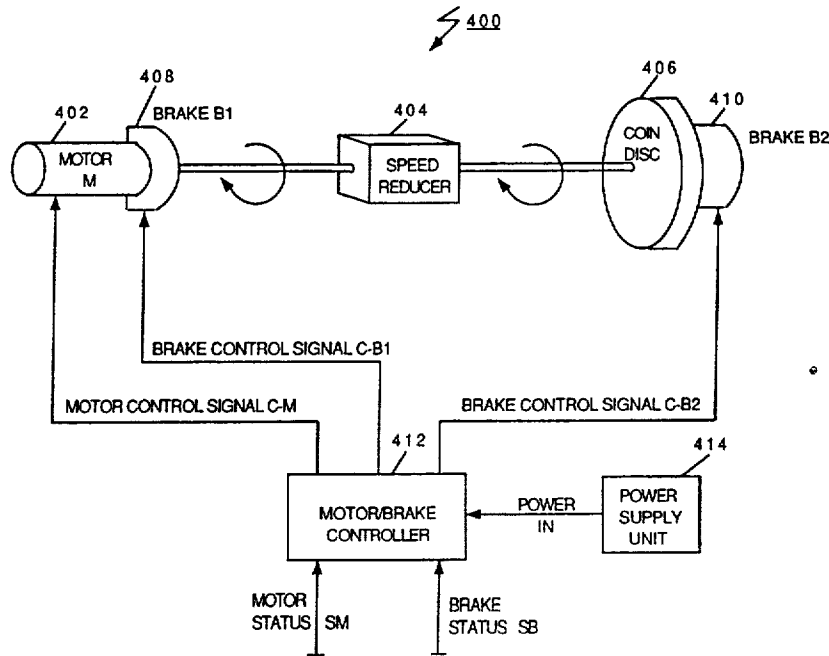 400
408
406
402
BRAKE B1
404
410
COIN
DISC
BRAKE B2
MOTOR
M
SPEED
REDUCER
BRAKE CONTROL SIGNAL C-B1
MOTOR CONTROL SIGNAL C-M
BRAKE CONTROL SIGNAL C-B2
412
414
MOTOR/BRAKE
CONTROLLER
POWER
IN
POWER
SUPPLY
UNIT
MOTOR
STATUS SM
BRAKE
STATUS SB